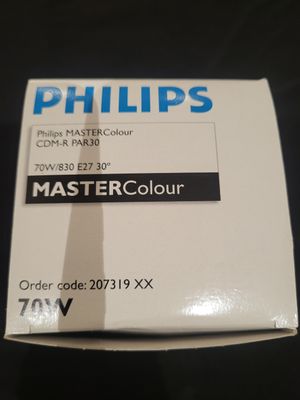 PHILIPS
Philips MASTERColour
CDM-R PAR30
70W/830 E27 30°
MASTERColour
Order code: 207319 XX
70W